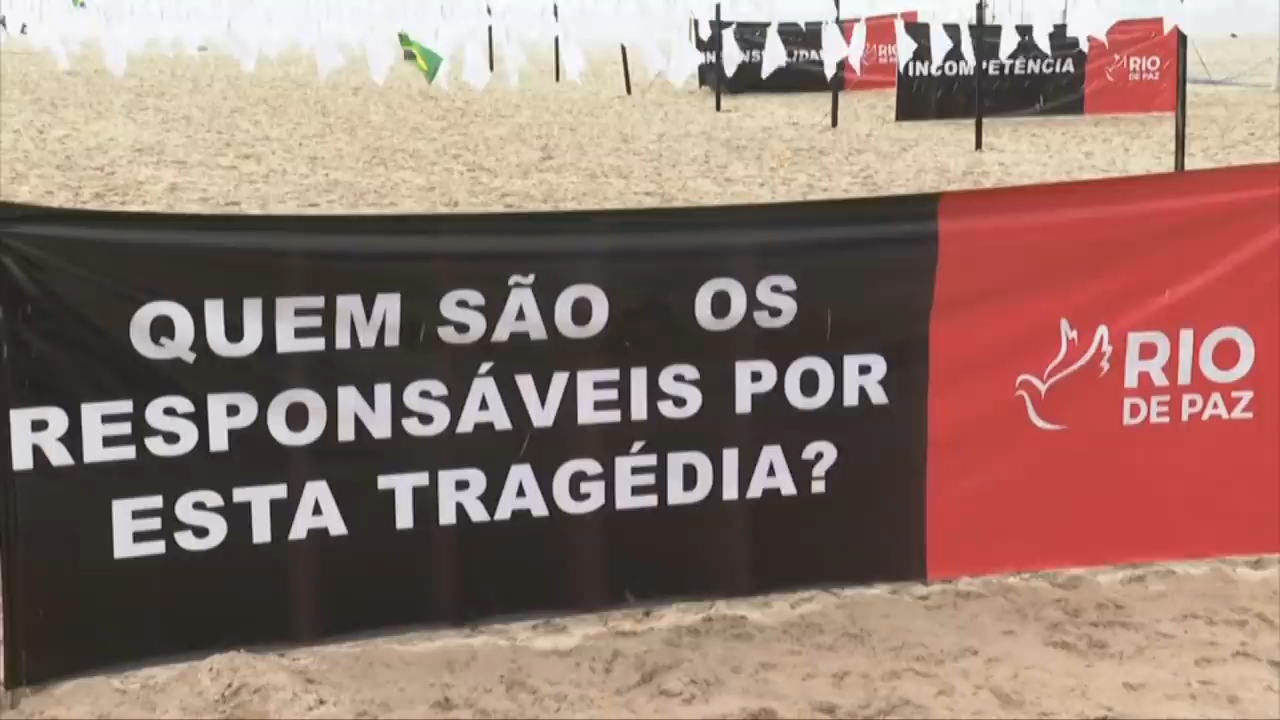 INCOMPETÊNCIA
RIO
DE PAZ
QUEM SÃO OS
RESPONSÁVEIS POR
ESTA TRAGÉDIA?
RIO
DE PAZ